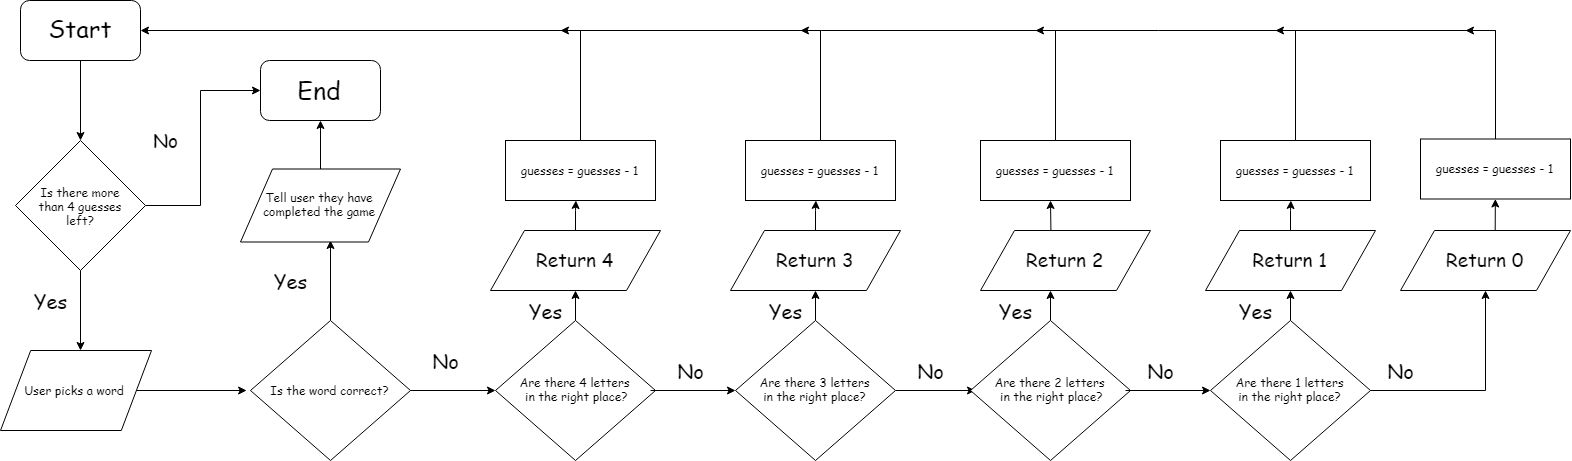 Start
End
No
Is there more
than 4 guesses
left?
Tell user they have
completed the game
guesses = guesses - 1
guesses = guesses - 1
guesses = guesses - 1
guesses = guesses - 1
guesses = guesses - 1
Return 4
Return 3
Return 2
Return 1
Return 0
Yes
Yes
Yes
Yes
Yes
Yes
User picks a word
Is the word correct?
No
Are there 4 letters
in the right place?
No
Are there 3 letters
in the right place?
No
Are there 2 letters
in the right place?
No
Are there 1 letters
in the right place?
No